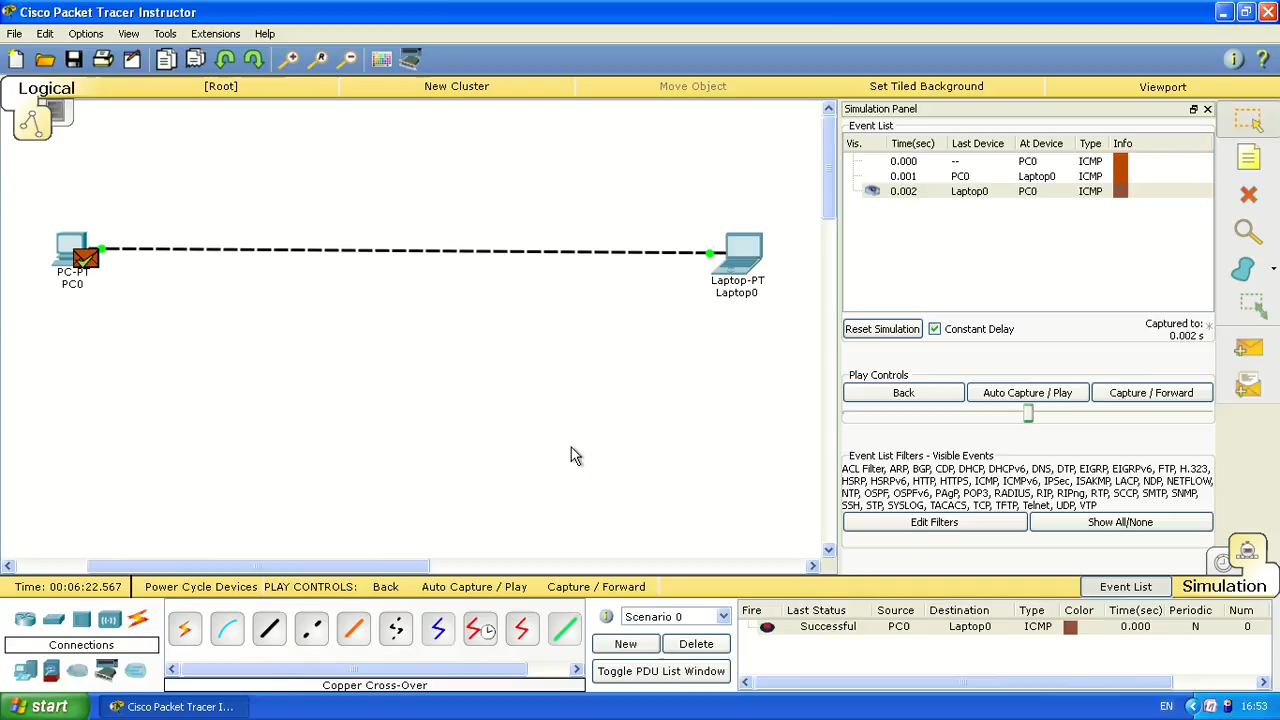 Cisco Packet Tracer Instructor
File Edit Options View Tools Extensions Help
Logical [Root] New Cluster Move Object Set Tiled Background Viewport
Simulation Panel
Event List
Vis. Time(sec) Last Device At Device Type Info
0.000 -- PC0 ICMP
0.001 PC0 Laptop0 ICMP
0.002 Laptop0 PC0 ICMP
PC-PT
PC0
Laptop-PT
Laptop0
Reset Simulation Constant Delay Captured to: *
0.002 s
Play Controls
Back Auto Capture / Play Capture / Forward
Event List Filters - Visible Events
ACL Filter, ARP, BGP, CDP, DHCP, DHCPv6, DNS, DTP, EIGRP, EIGRPv6, FTP, H.323,
HSRP, HSRPv6, HTTP, HTTPS, ICMP, ICMPv6, IPSec, ISAKMP, LACP, NDP, NETFLOW,
NTP, OSPF, OSPFv6, PAgP, POP3, RADIUS, RIP, RIPng, RTP, SCCP, SMTP, SNMP,
SSH, STP, SYSLOG, TACACS, TCP, TFTP, Telnet, UDP, VTP
Edit Filters Show All/None
Time: 00:06:22.567 Power Cycle Devices PLAY CONTROLS: Back Auto Capture / Play Capture / Forward Event List Simulation
Connections
Copper Cross-Over
Scenario 0
New Delete
Toggle PDU List Window
Fire Last Status Source Destination Type Color Time(sec) Periodic Num
Successful PC0 Laptop0 ICMP 0.000 N 0
start Cisco Packet Tracer I... EN 16:53